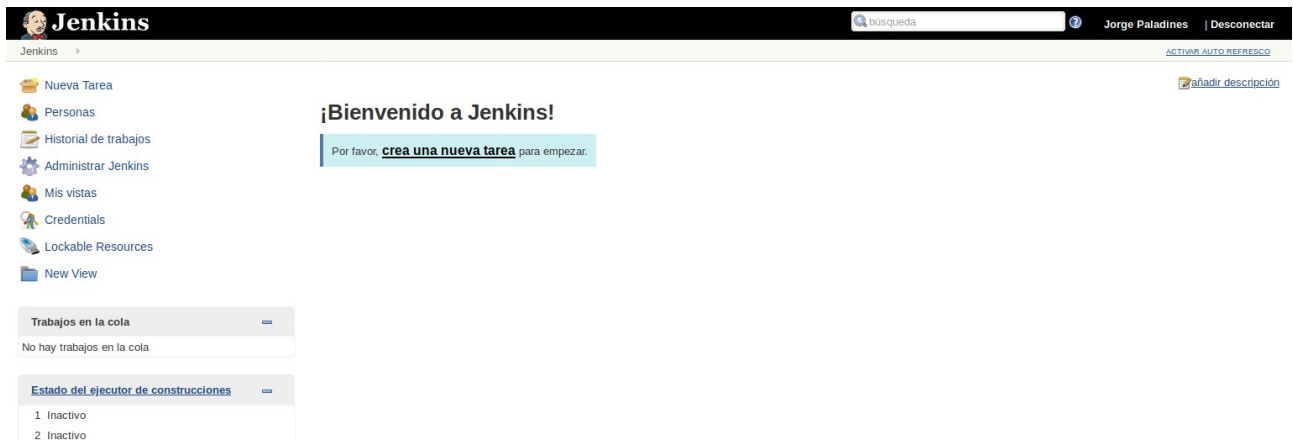 Jenkins
búsqueda
Jorge Paladines | Desconectar
Jenkins
ACTIVAR AUTO REFRESCO
Nueva Tarea
Personas
Historial de trabajos
Administrar Jenkins
Mis vistas
Credentials
Lockable Resources
New View
añadir descripción
¡Bienvenido a Jenkins!
Por favor, crea una nueva tarea para empezar.
Trabajos en la cola
No hay trabajos en la cola
Estado del ejecutor de construcciones
1 Inactivo
2 Inactivo